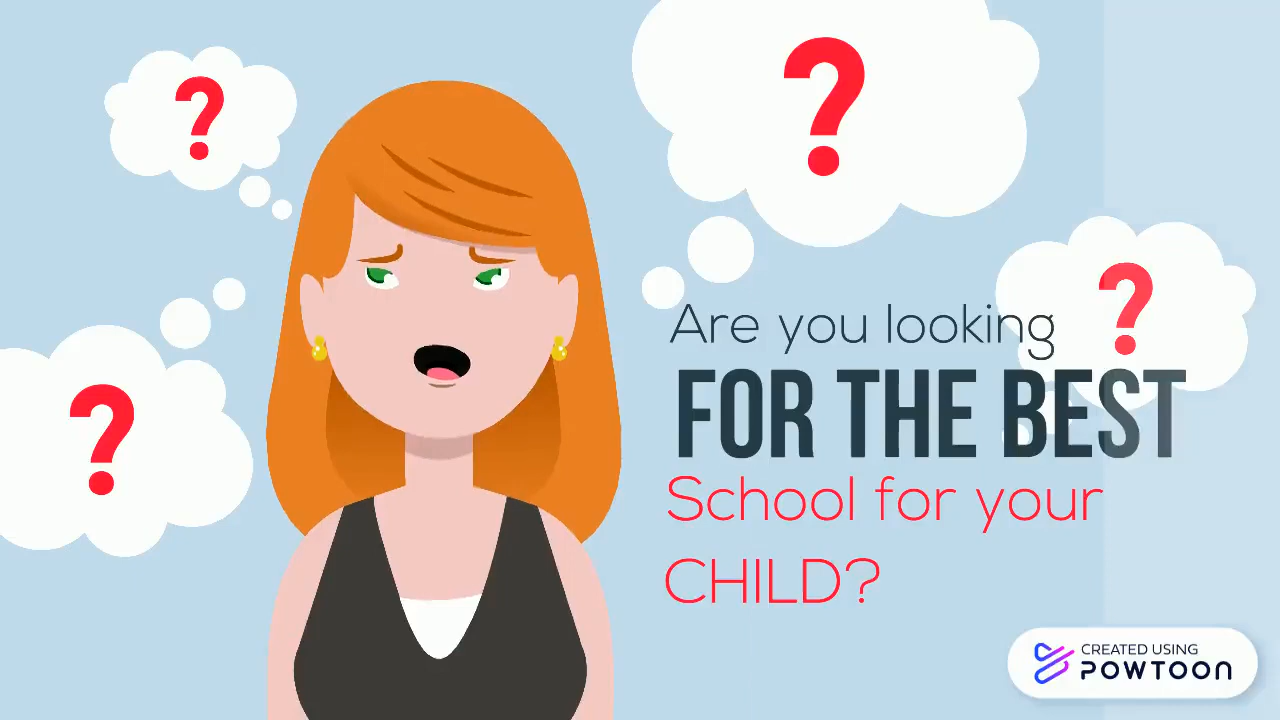 ?
?
?
?
?
Are you looking
FOR THE BEST
School for your
CHILD?
CREATED USING
POWTOON